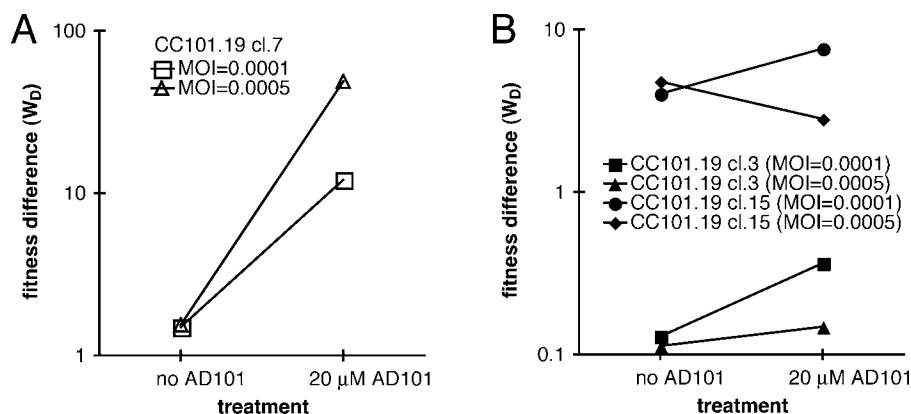 A
100
10
1
fitness difference (WD)
CC101.19 cl.7
MOI=0.0001
MOI=0.0005
no AD101
20 μM AD101
treatment
B
10
1
0.1
fitness difference (WD)
CC101.19 cl.3 (MOI=0.0001)
CC101.19 cl.3 (MOI=0.0005)
CC101.19 cl.15 (MOI=0.0001)
CC101.19 cl.15 (MOI=0.0005)
no AD101
20 μM AD101
treatment